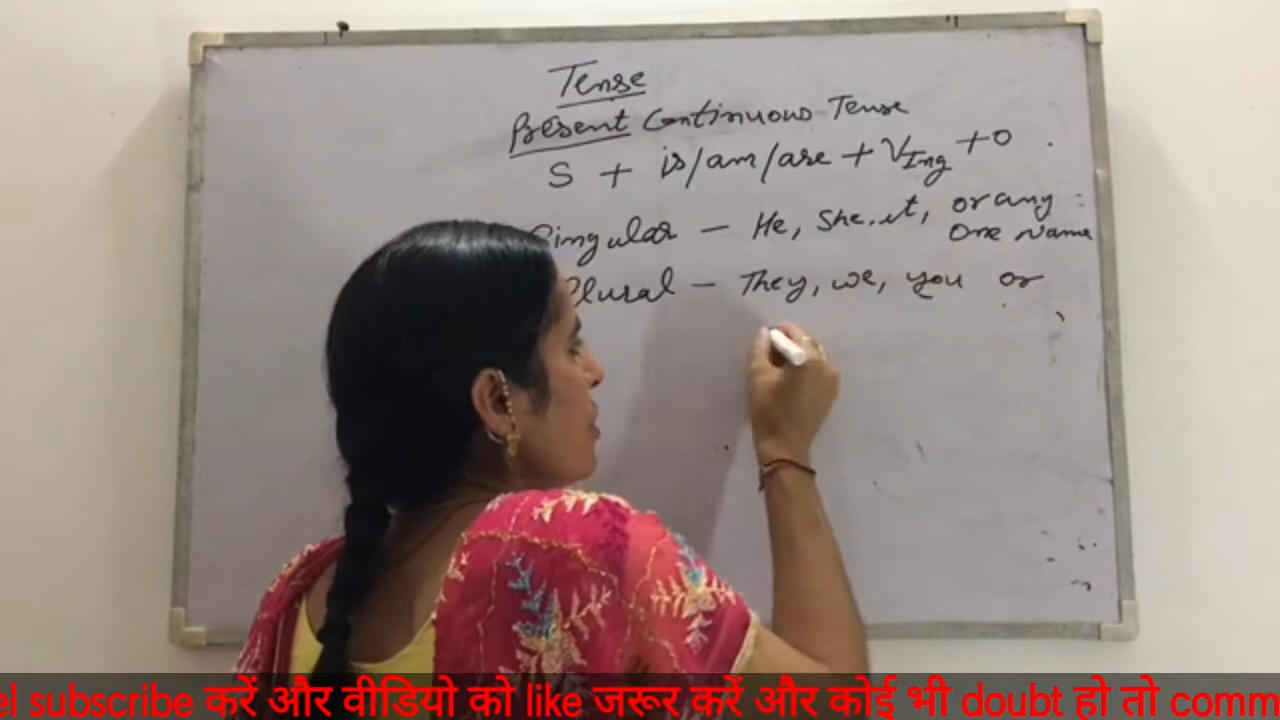 Tense
Present Continuous Tense
S + is/am/are + VIng + O
Singular - He, She, it, or any
One Name
Plural - They, we, you or
el subscribe करें और वीडियो को like जरूर करें और कोई भी doubt हो तो comm